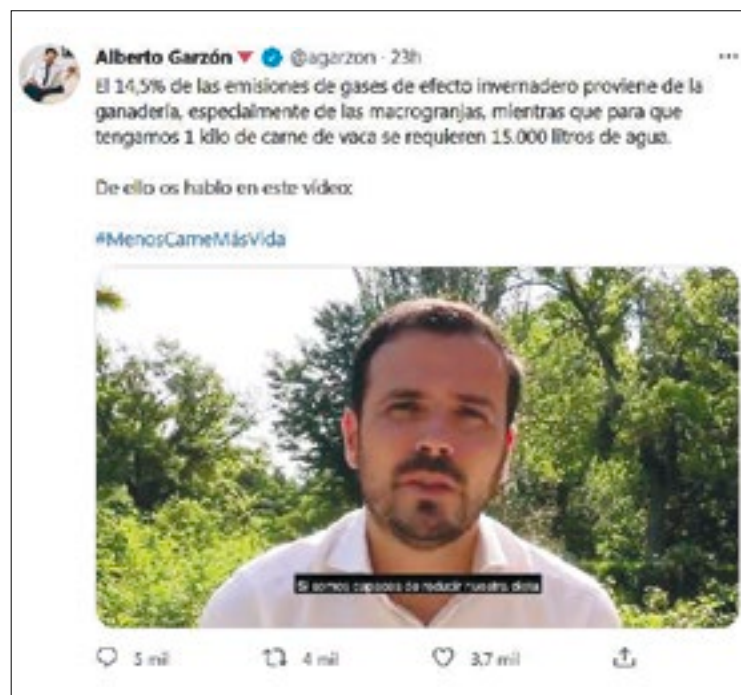 Alberto Garzón @agarzon · 23h
El 14,5% de las emisiones de gases de efecto invernadero proviene de la
ganadería, especialmente de las macrogranjas, mientras que para que
tengamos 1 kilo de carne de vaca se requieren 15.000 litros de agua.
De ello os hablo en este vídeo:
#MenosCarneMásVida
Si somos capaces de reducir nuestra dieta
5 mil 4 mil 3.7 mil